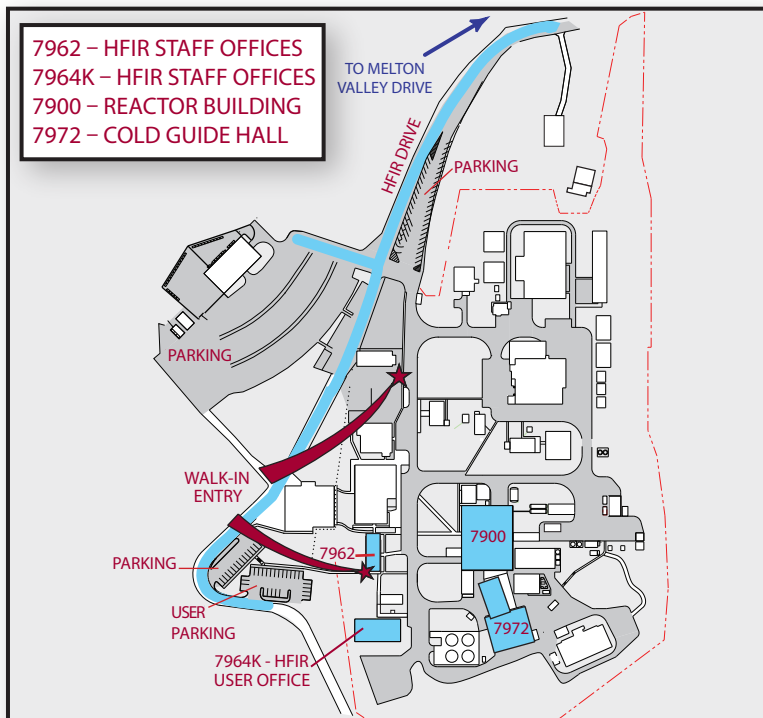 7962 – HFIR STAFF OFFICES
7964K – HFIR STAFF OFFICES
7900 – REACTOR BUILDING
7972 – COLD GUIDE HALL
TO MELTON
VALLEY DRIVE
HFIR DRIVE
PARKING
PARKING
WALK-IN
ENTRY
7962
7900
PARKING
USER
PARKING
7972
7964K - HFIR
USER OFFICE